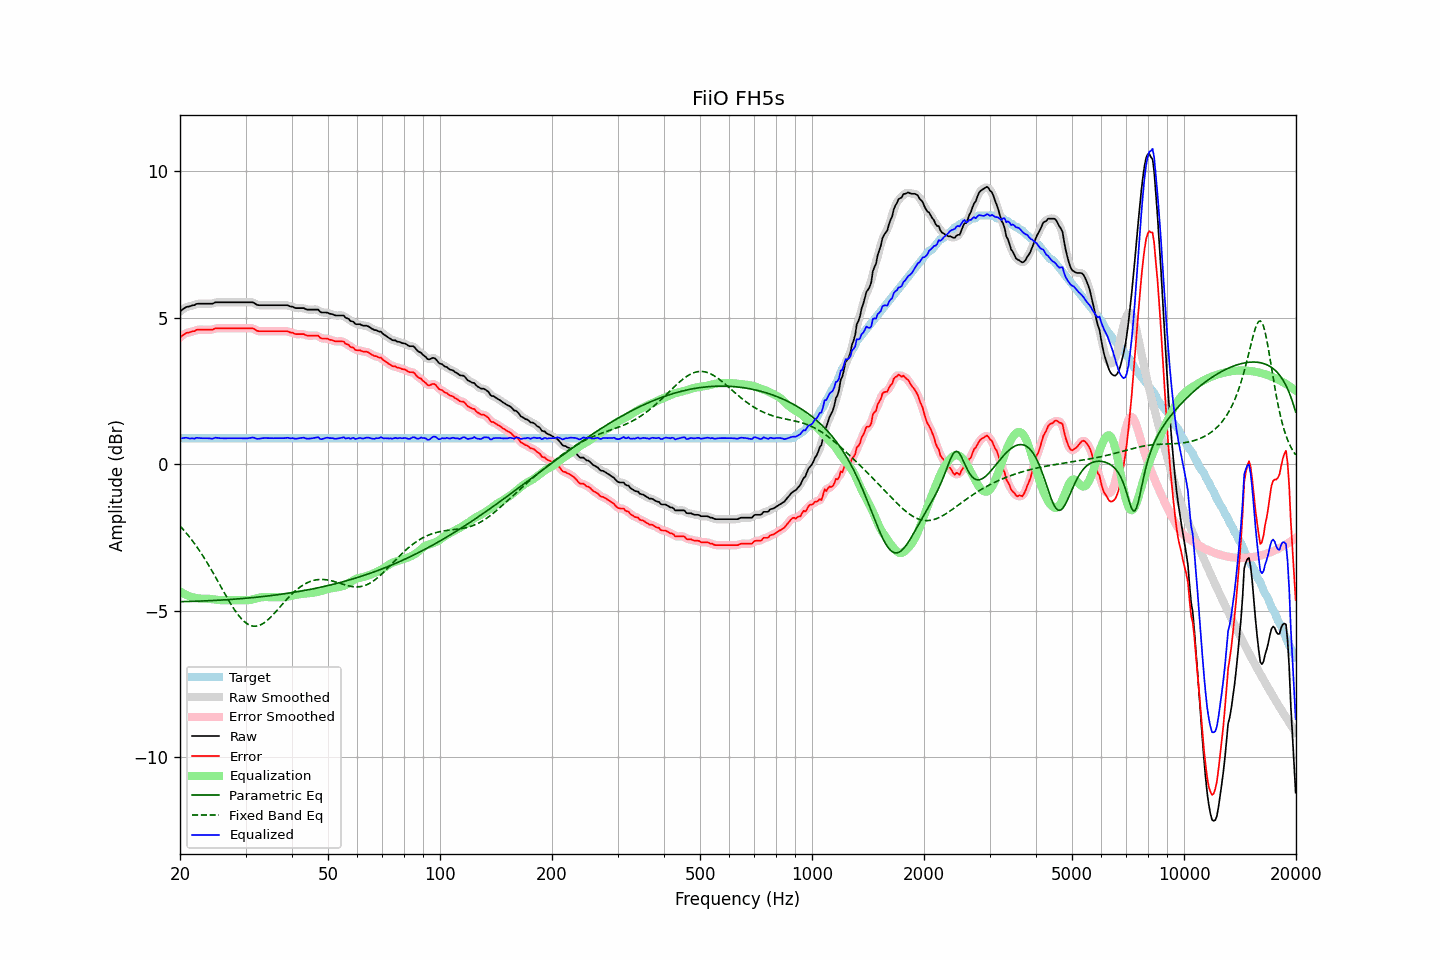 FiiO FH5s
Amplitude (dBr)
10
5
0
−5
−10
Target
Raw Smoothed
Error Smoothed
Raw
Error
Equalization
Parametric Eq
Fixed Band Eq
Equalized
20 50 100 200 500 1000 2000 5000 10000 20000
Frequency (Hz)